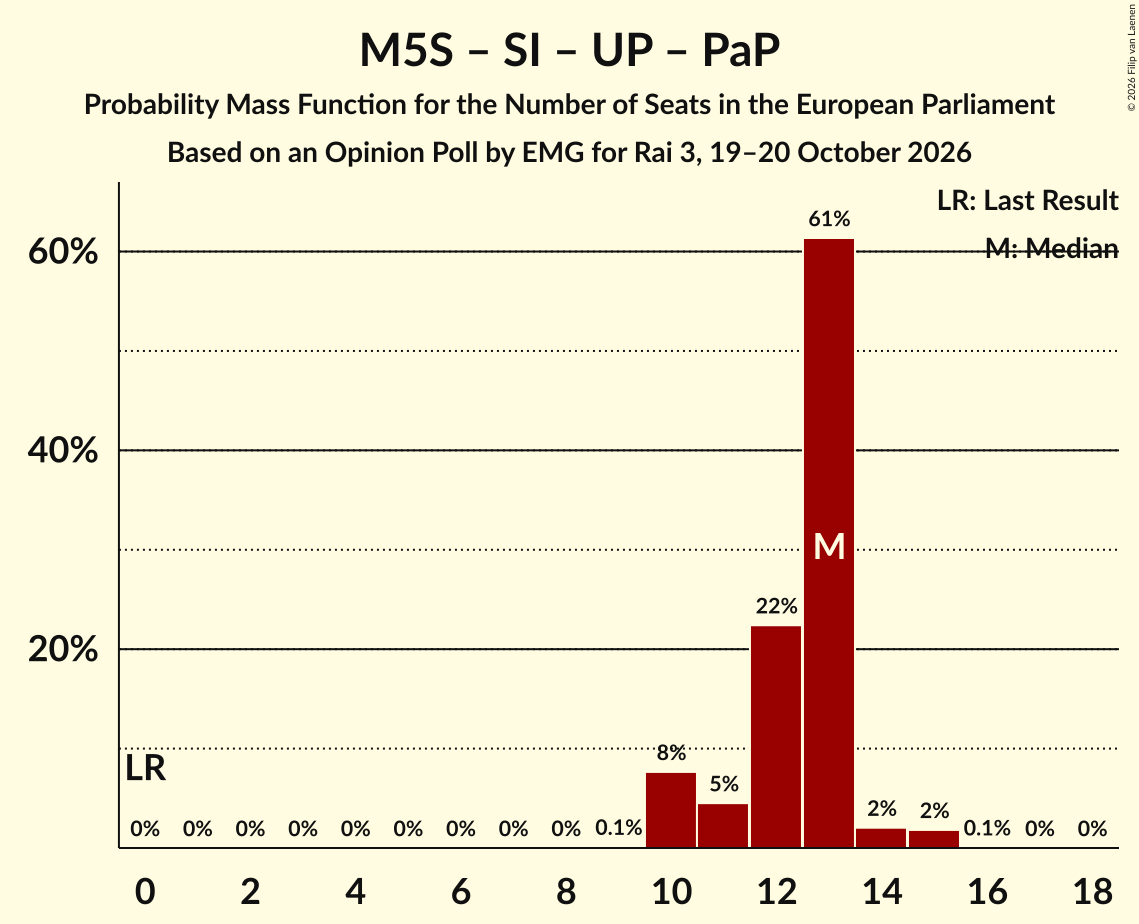 M5S – SI – UP – PaP
Probability Mass Function for the Number of Seats in the European Parliament
Based on an Opinion Poll by EMG for Rai 3, 19–20 October 2026
© 2026 Filip van Laenen
LR: Last Result
M: Median
61%
60%
40%
M
22%
20%
LR
8%
5%
0% 0% 0% 0% 0% 0% 0% 0% 0% 0.1% 2% 2% 0.1% 0% 0%
0 2 4 6 8 10 12 14 16 18